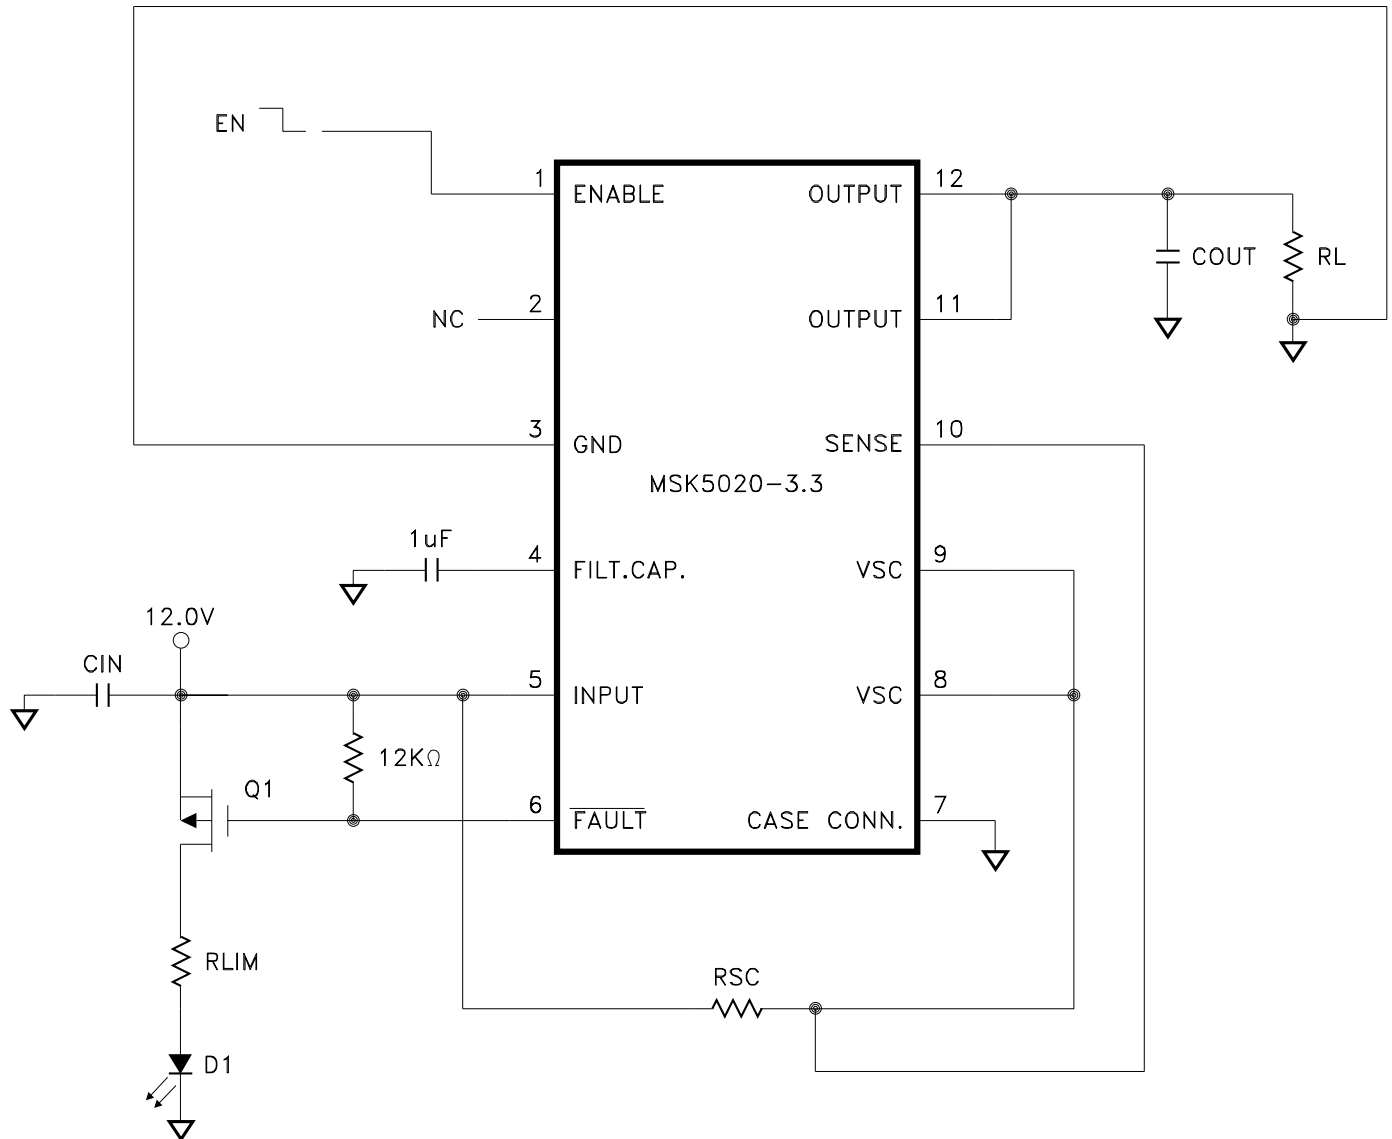 EN
1
ENABLE
OUTPUT
12
COUT
RL
NC
2
OUTPUT
11
3
GND
SENSE
10
MSK5020-3.3
1uF
4
FILT.CAP.
VSC
9
12.0V
CIN
5
INPUT
VSC
8
12KΩ
Q1
6
FAULT
CASE CONN.
7
RLIM
RSC
D1